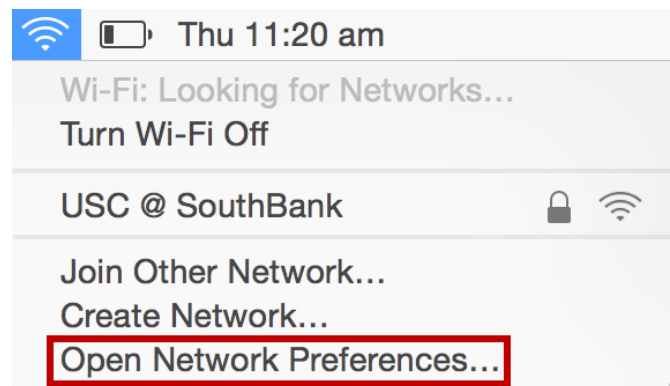 Thu 11:20 am
Wi-Fi: Looking for Networks...
Turn Wi-Fi Off
USC @ SouthBank
Join Other Network...
Create Network...
Open Network Preferences...